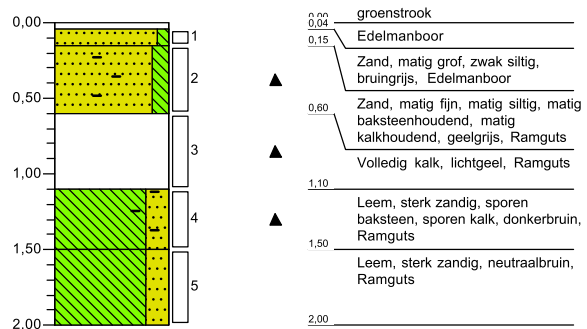 0,00
0,50
1,00
1,50
2,00
1
2
3
4
5
0,00 groenstrook
0,04
Edelmanboor
0,15
Zand, matig grof, zwak siltig,
bruingrijs, Edelmanboor
Zand, matig fijn, matig siltig, matig
0,60
baksteenhoudend, matig
kalkhoudend, geelgrijs, Ramguts
Volledig kalk, lichtgeel, Ramguts
1,10
Leem, sterk zandig, sporen
baksteen, sporen kalk, donkerbruin,
Ramguts
1,50
Leem, sterk zandig, neutraalbruin,
Ramguts
2,00